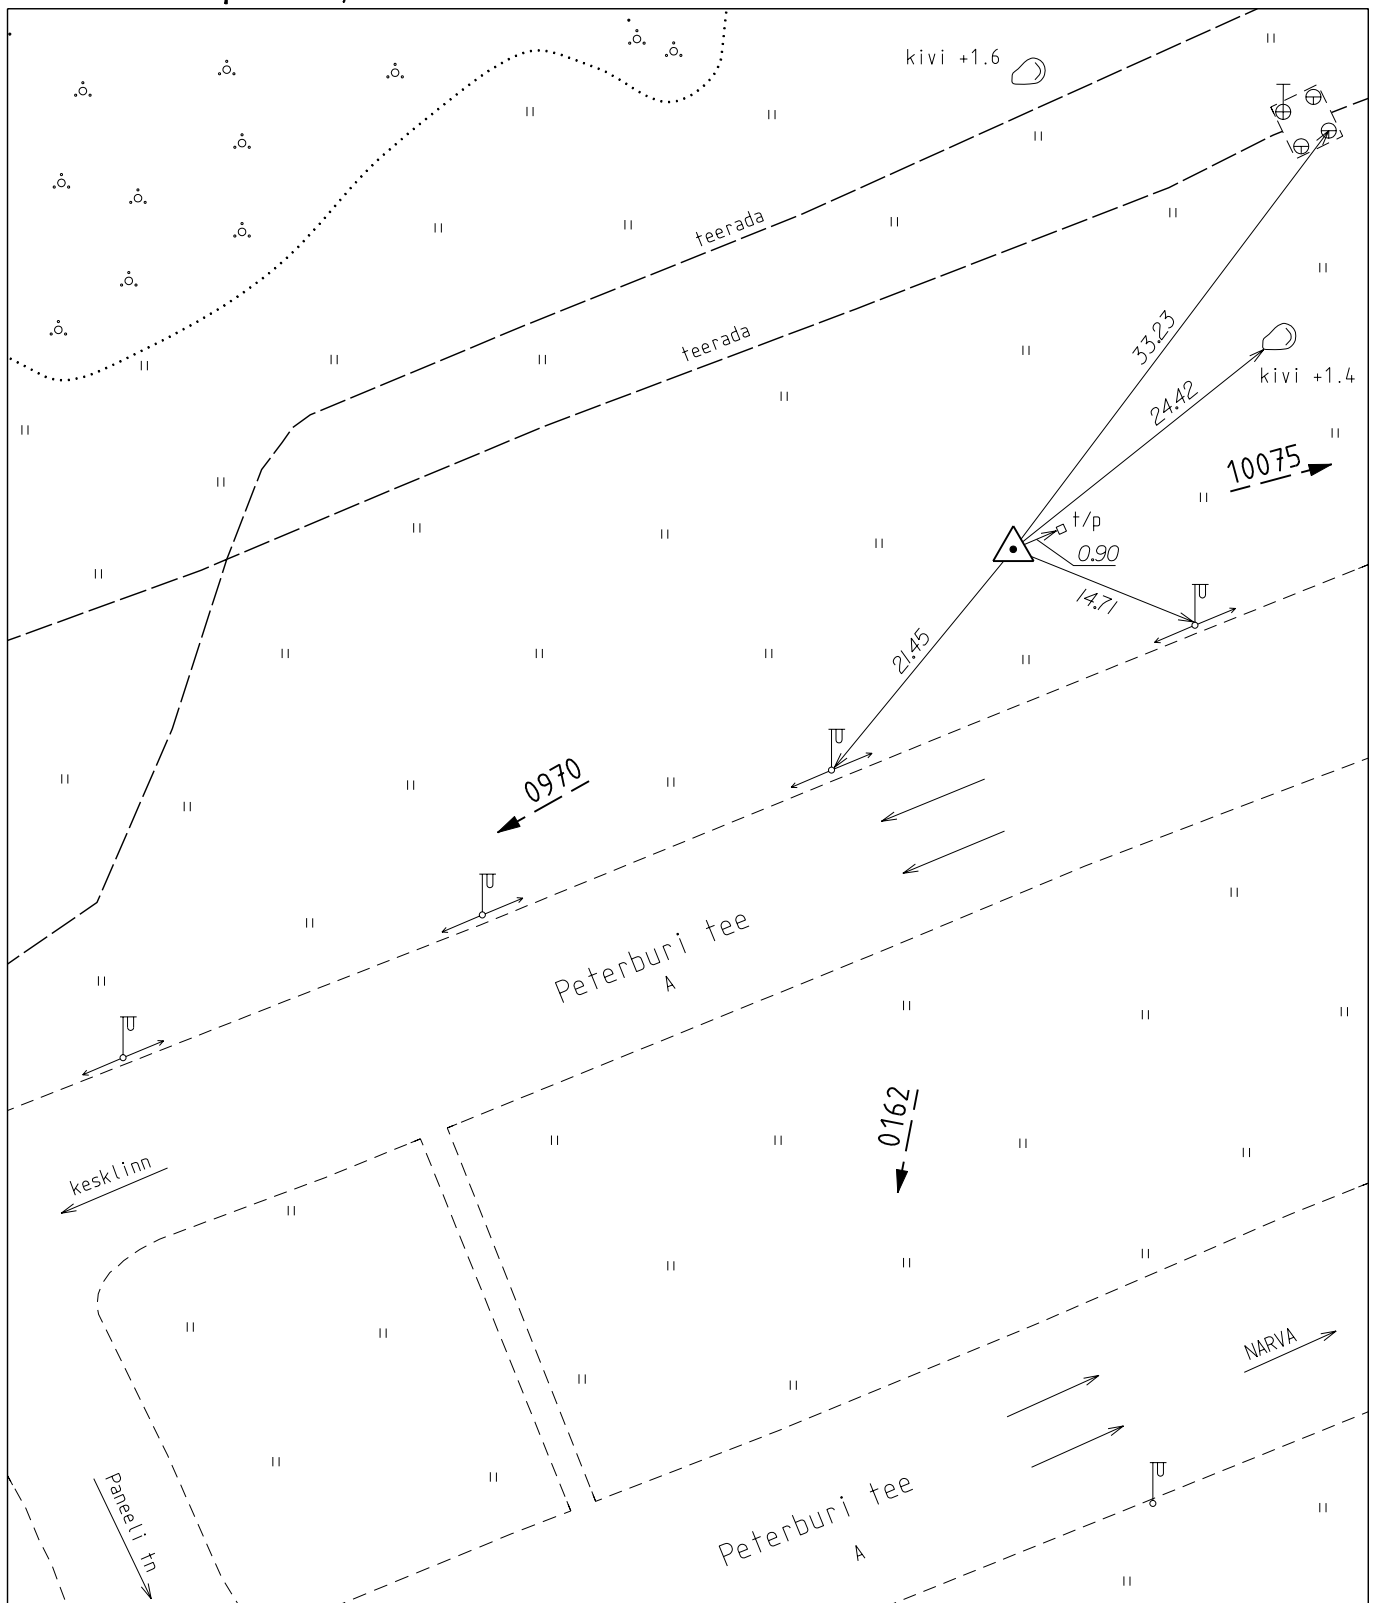 kivi +1.6
teerada
teerada
33.23
24.42
kivi +1.4
10075
t/p
0.90
14.71
21.45
0970
Peterburi tee
A
0162
kesklinn
NARVA
Paneeli tn
Peterburi tee
A